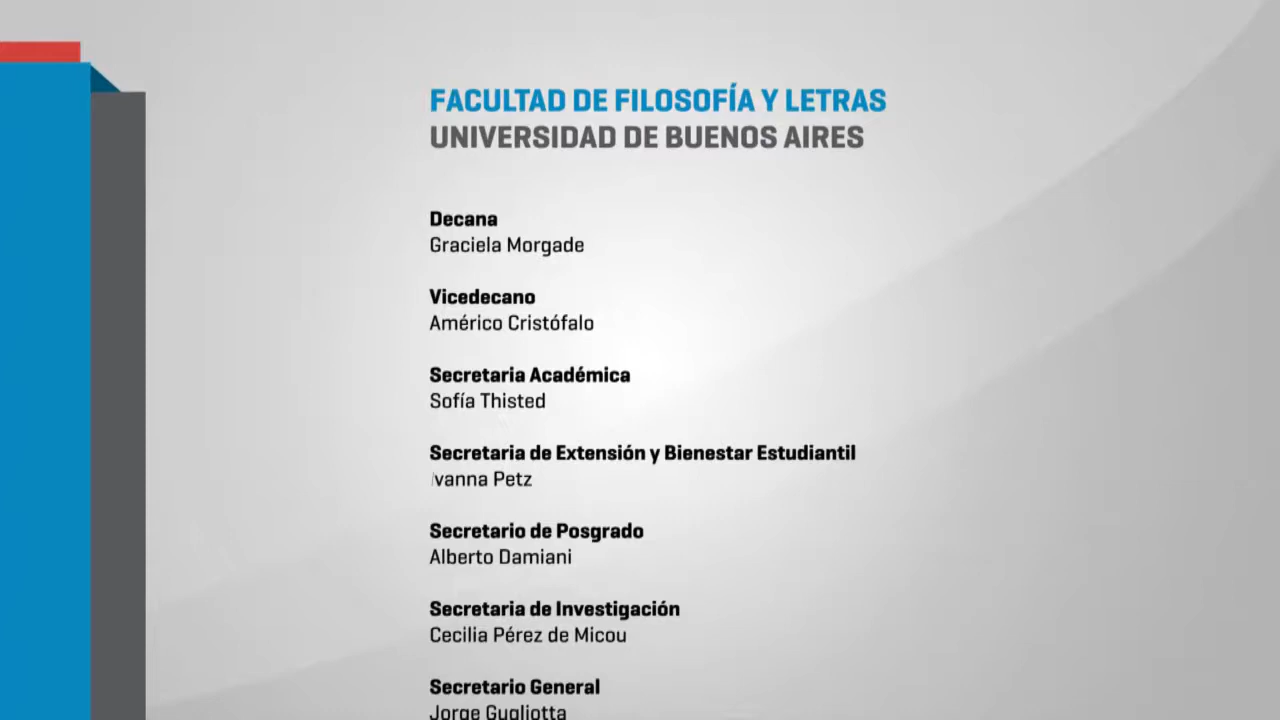 FACULTAD DE FILOSOFÍA Y LETRAS
UNIVERSIDAD DE BUENOS AIRES
Decana
Graciela Morgade
Vicedecano
Américo Cristófalo
Secretaria Académica
Sofía Thisted
Secretaria de Extensión y Bienestar Estudiantil
Ivanna Petz
Secretario de Posgrado
Alberto Damiani
Secretaria de Investigación
Cecilia Pérez de Micou
Secretario General
Jorge Gugliotta